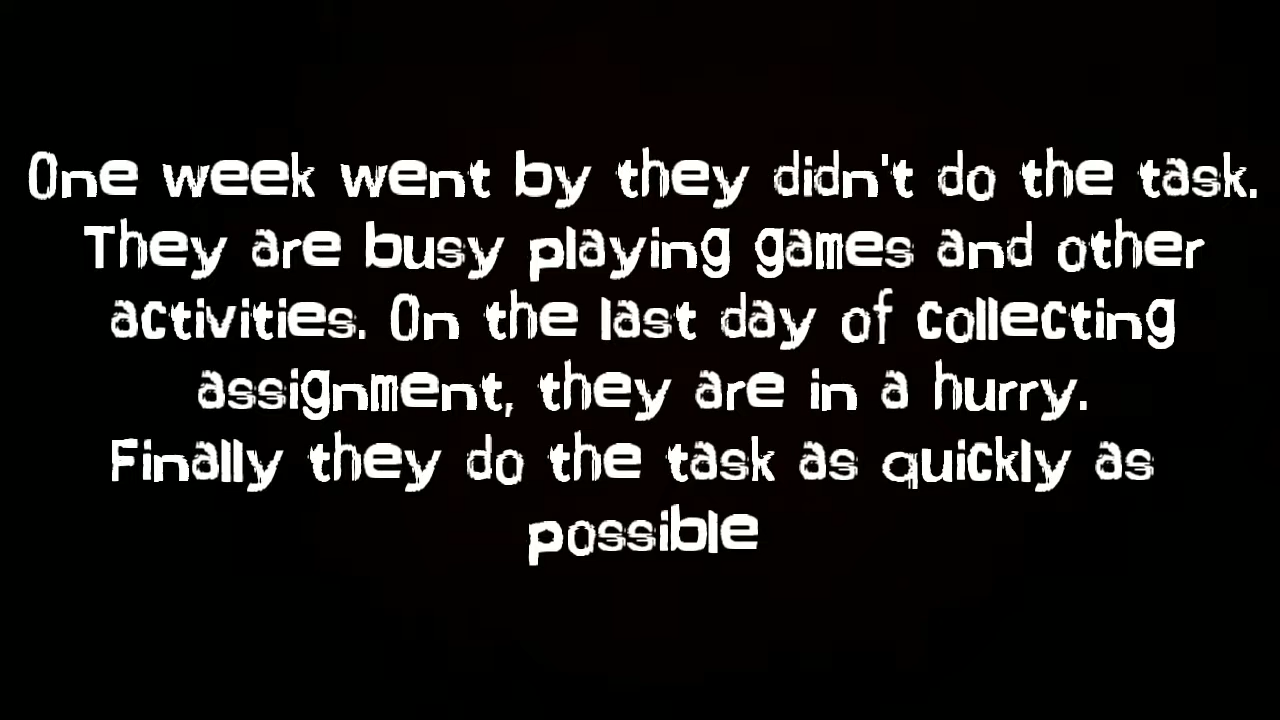 One week went by they didn't do the task.
They are busy playing games and other
activities. On the last day of collecting
assignment, they are in a hurry.
Finally they do the task as quickly as
possible